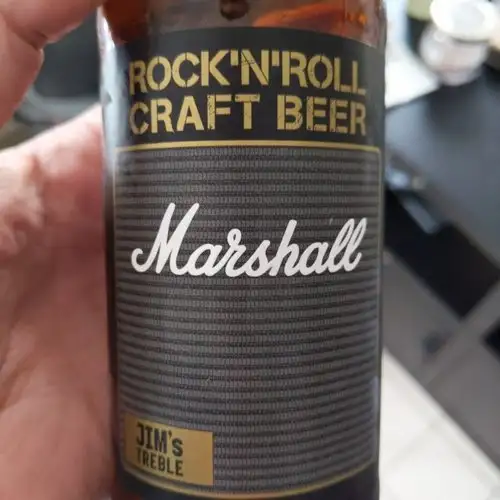 ROCK'N'ROLL
CRAFT BEER
Marshall
JIM's
TREBLE